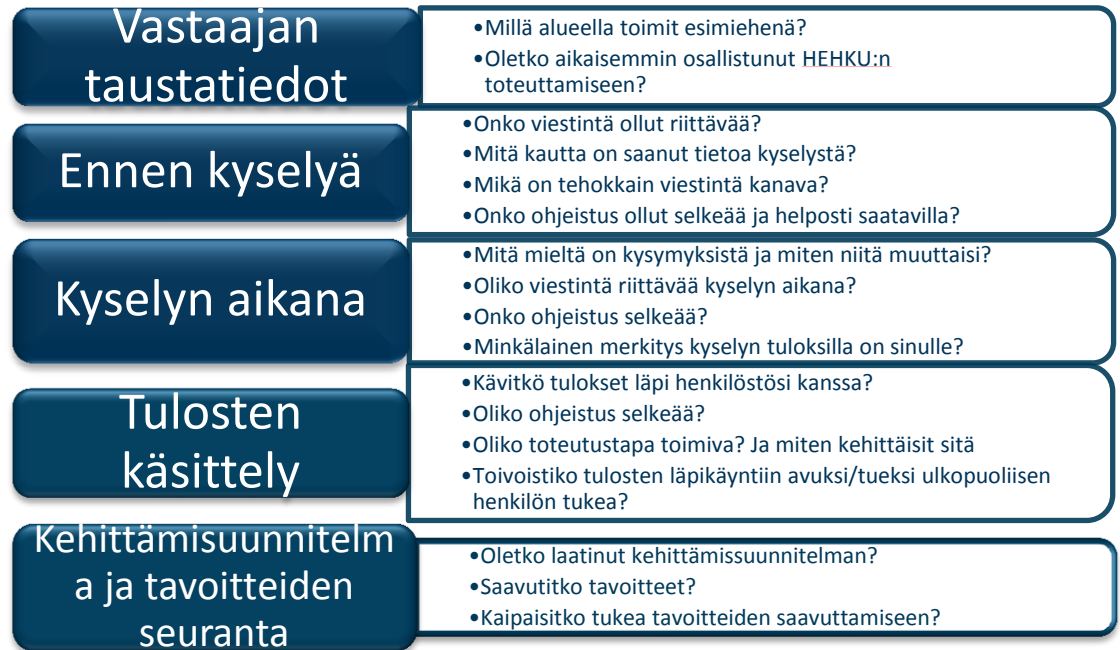 Vastaajan
taustatiedot
•Millä alueella toimit esimiehenä?
•Oletko aikaisemmin osallistunut HEHKU:n
toteuttamiseen?
Ennen kyselyä
•Onko viestintä ollut riittävää?
•Mitä kautta on saanut tietoa kyselystä?
•Mikä on tehokkain viestintä kanava?
•Onko ohjeistus ollut selkeää ja helposti saatavilla?
Kyselyn aikana
•Mitä mieltä on kysymyksistä ja miten niitä muuttaisi?
•Oliko viestintä riittävää kyselyn aikana?
•Onko ohjeistus selkeää?
•Minkälainen merkitys kyselyn tuloksilla on sinulle?
Tulosten
käsittely
•Kävitkö tulokset läpi henkilöstösi kanssa?
•Oliko ohjeistus selkeää?
•Oliko toteutustapa toimiva? Ja miten kehittäisit sitä
•Toivoistiko tulosten läpikäyntiin avuksi/tueksi ulkopuoliisen
henkilön tukea?
Kehittämisuunnitelm
a ja tavoitteiden
seuranta
•Oletko laatinut kehittämissuunnitelman?
•Saavutitko tavoitteet?
•Kaipaisitko tukea tavoitteiden saavuttamiseen?